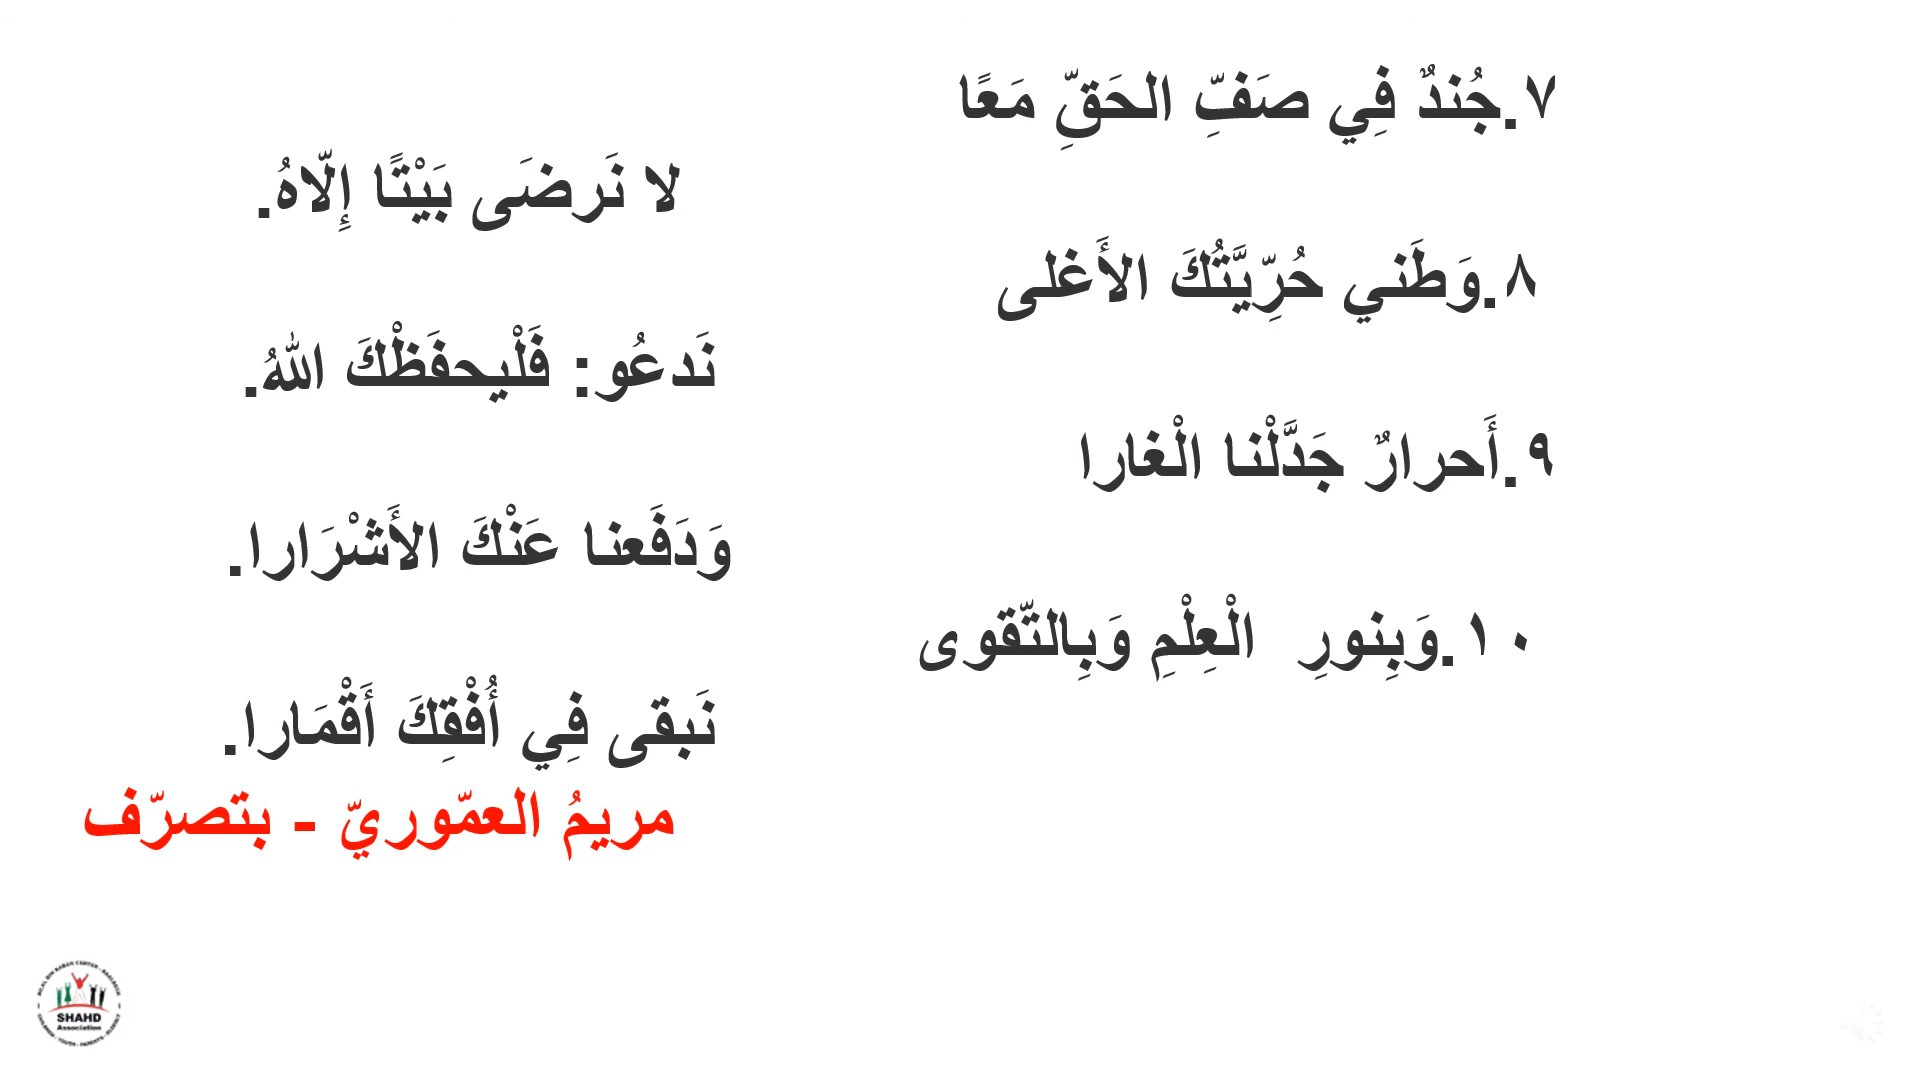 ٧.جُندٌ فِي صَفِّ الحَقِّ مَعًا
لا نَرضَى بَيْتًا إِلّاهُ.
٨.وَطَني حُرِّيَّتُكَ الأَغلى
نَدعُو: فَلْيحفَظْكَ اللهُ.
٩.أَحرارٌ جَدَّلْنا الْغارا
وَدَفَعنا عَنْكَ الأَشْرَارا.
١٠.وَبِنورِ الْعِلْمِ وَبِالتّقوى
نَبقى فِي أُفْقِكَ أَقْمَارا.
مريمُ العمّوريّ - بتصرّف
SHAHD
Association